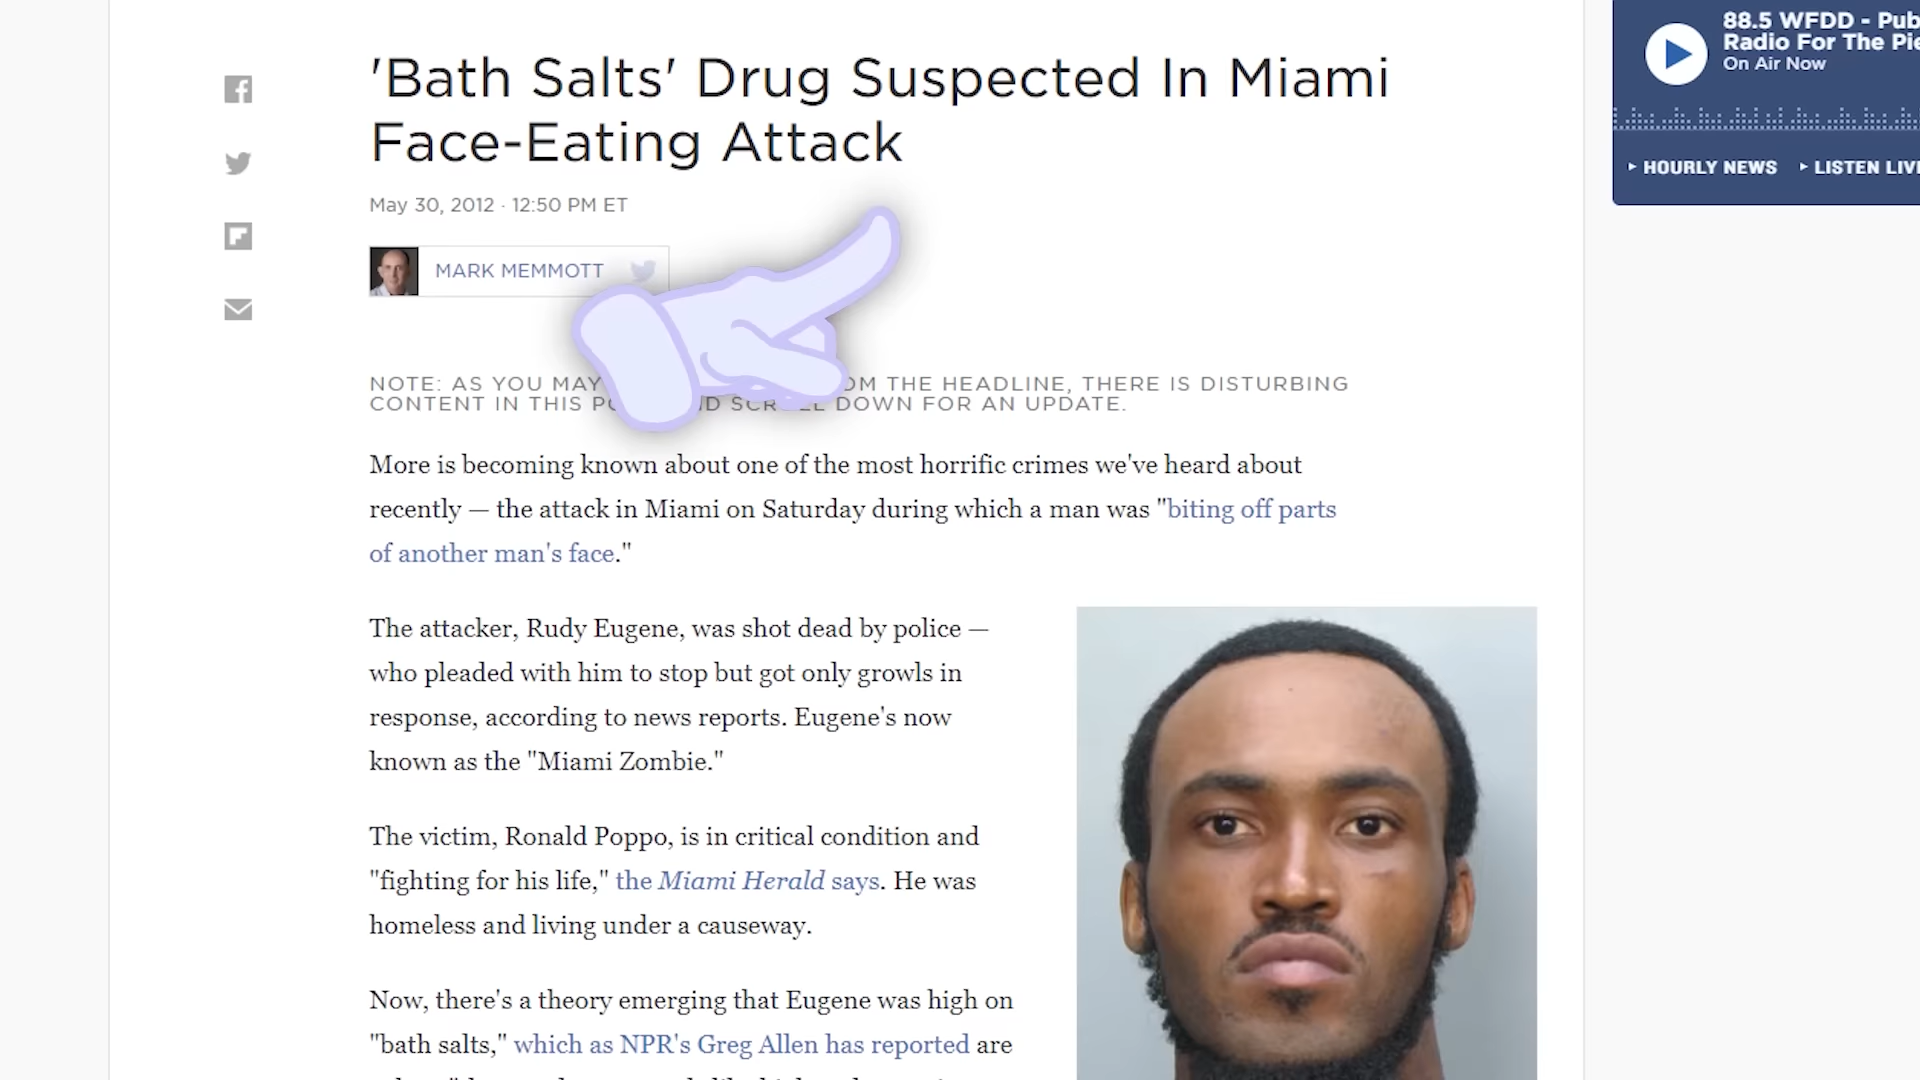 'Bath Salts' Drug Suspected In Miami
Face-Eating Attack
May 30, 2012 · 12:50 PM ET
MARK MEMMOTT
NOTE: AS YOU MAY THE HEADLINE, THERE IS DISTURBING
CONTENT IN THIS DOWN FOR AN UPDATE.
More is becoming known about one of the most horrific crimes we've heard about
recently — the attack in Miami on Saturday during which a man was "biting off parts
of another man's face."
The attacker, Rudy Eugene, was shot dead by police —
who pleaded with him to stop but got only growls in
response, according to news reports. Eugene's now
known as the "Miami Zombie."
The victim, Ronald Poppo, is in critical condition and
"fighting for his life," the Miami Herald says. He was
homeless and living under a causeway.
Now, there's a theory emerging that Eugene was high on
"bath salts," which as NPR's Greg Allen has reported are
88.5 WFDD - Pub
Radio For The Pie
On Air Now
HOURLY NEWS
LISTEN LIV